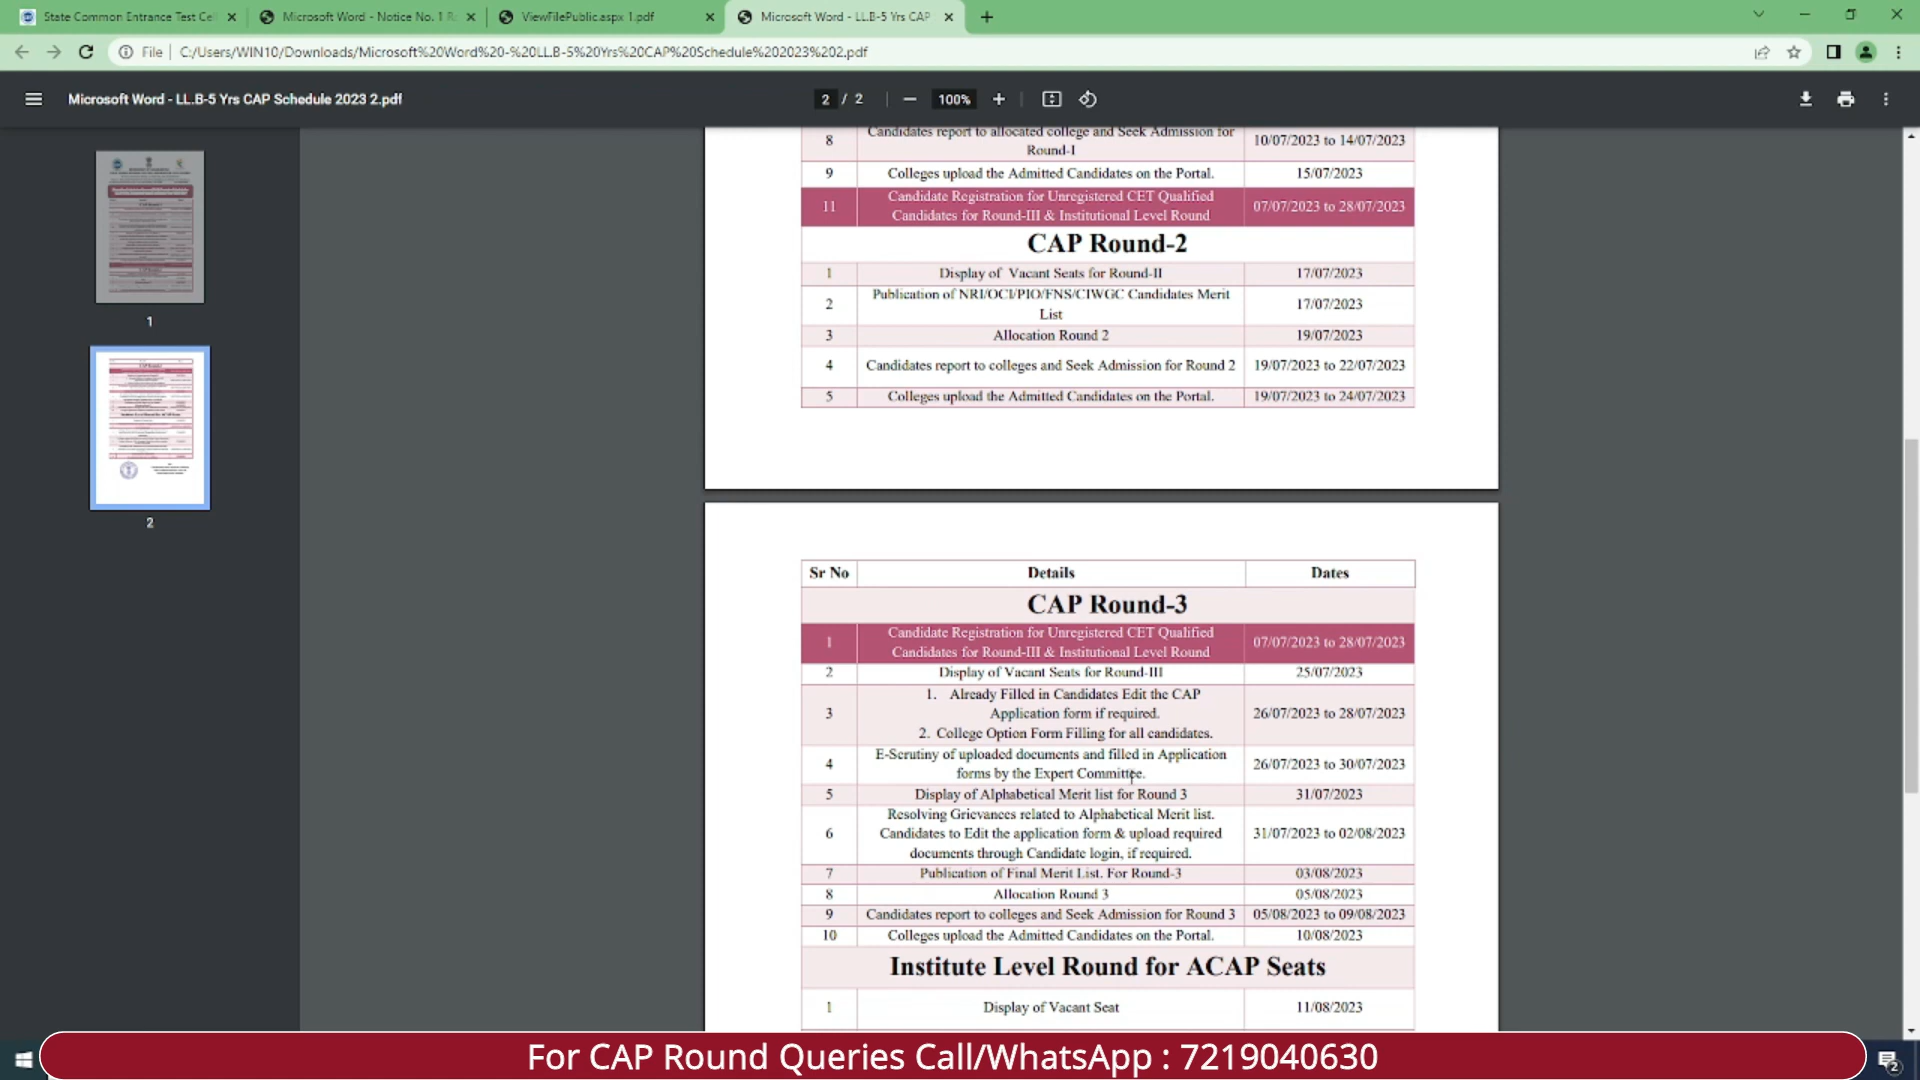 State Common Entrance Test Cel
Microsoft Word - Notice No. 1 R
ViewFilePublic.aspx 1.pdf
Microsoft Word - LL.B-5 Yrs CAP
File
C:/Users/WIN10/Downloads/Microsoft%20Word%20-%20LL.B-5%20Yrs%20CAP%20Schedule%202023%202.pdf
Microsoft Word - LL.B-5 Yrs CAP Schedule 2023 2.pdf
2 / 2
100%
1
2
8 Candidates report to allocated college and Seek Admission for 10/07/2023 to 14/07/2023
Round-I
9 Colleges upload the Admitted Candidates on the Portal. 15/07/2023
Candidate Registration for Unregistered CET Qualified
11 07/07/2023 to 28/07/2023
Candidates for Round-III & Institutional Level Round
CAP Round-2
1 Display of Vacant Seats for Round-II 17/07/2023
Publication of NRI/OCI/PIO/FNS/CIWGC Candidates Merit
2 17/07/2023
List
3 Allocation Round 2 19/07/2023
4 Candidates report to colleges and Seek Admission for Round 2 19/07/2023 to 22/07/2023
5 Colleges upload the Admitted Candidates on the Portal. 19/07/2023 to 24/07/2023
Sr No Details Dates
CAP Round-3
Candidate Registration for Unregistered CET Qualified
1 07/07/2023 to 28/07/2023
Candidates for Round-III & Institutional Level Round
2 Display of Vacant Seats for Round-III 25/07/2023
1. Already Filled in Candidates Edit the CAP
3 Application form if required. 26/07/2023 to 28/07/2023
2. College Option Form Filling for all candidates.
E-Scrutiny of uploaded documents and filled in Application
4 26/07/2023 to 30/07/2023
forms by the Expert Committee.
5 Display of Alphabetical Merit list for Round 3 31/07/2023
Resolving Grievances related to Alphabetical Merit list.
6 Candidates to Edit the application form & upload required 31/07/2023 to 02/08/2023
documents through Candidate login, if required.
7 Publication of Final Merit List. For Round-3 03/08/2023
8 Allocation Round 3 05/08/2023
9 Candidates report to colleges and Seek Admission for Round 3 05/08/2023 to 09/08/2023
10 Colleges upload the Admitted Candidates on the Portal. 10/08/2023
Institute Level Round for ACAP Seats
1 Display of Vacant Seat 11/08/2023
For CAP Round Queries Call/WhatsApp : 7219040630
2